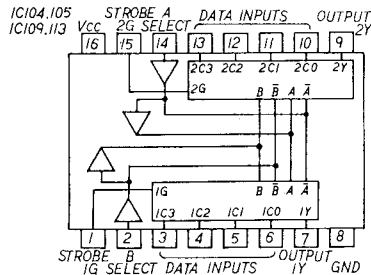 IC104,105
IC109,113
STROBE A DATA INPUTS OUTPUT
Vcc 2G SELECT 2Y
16 15 14 13 12 11 10 9
2C3 2C2 2C1 2C0 2Y
2G
B B̅ A A̅
1G B B̅ A A̅
1C3 1C2 1C1 1C0 1Y
1 2 3 4 5 6 7 8
STROBE B DATA INPUTS OUTPUT GND
1G SELECT 1Y